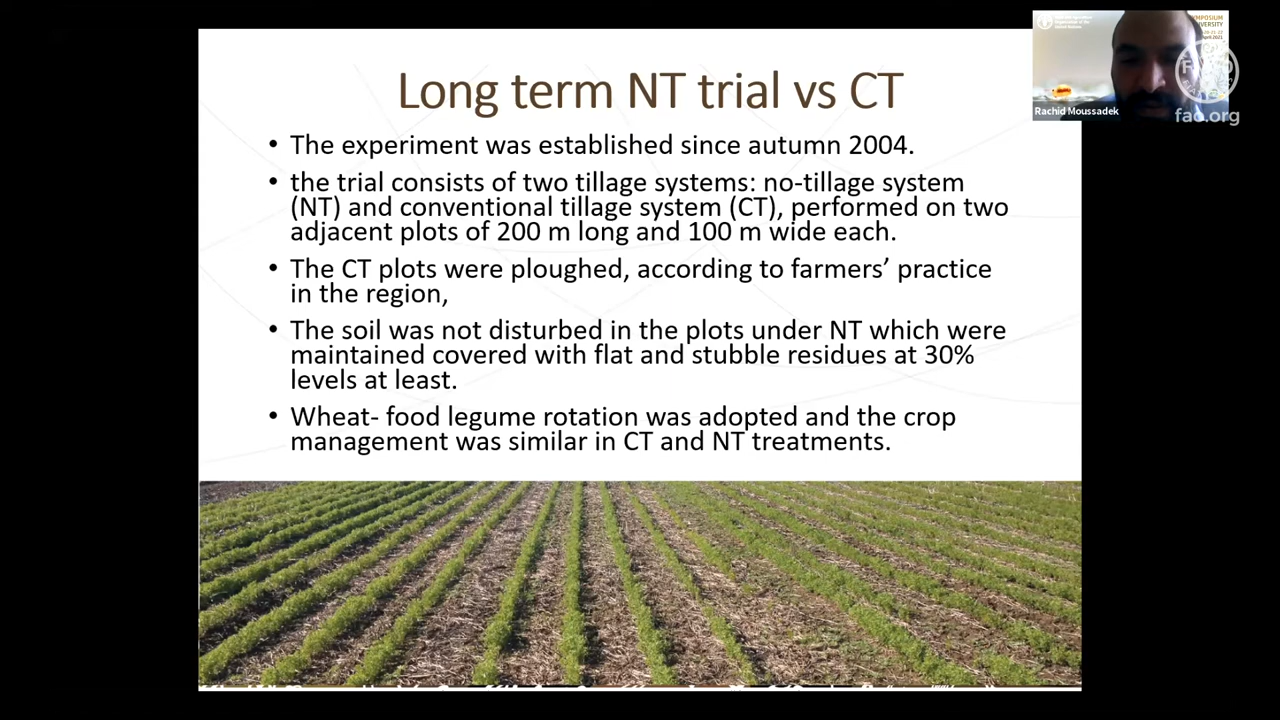 Long term NT trial vs CT
• The experiment was established since autumn 2004.
• the trial consists of two tillage systems: no-tillage system
(NT) and conventional tillage system (CT), performed on two
adjacent plots of 200 m long and 100 m wide each.
• The CT plots were ploughed, according to farmers’ practice
in the region,
• The soil was not disturbed in the plots under NT which were
maintained covered with flat and stubble residues at 30%
levels at least.
• Wheat- food legume rotation was adopted and the crop
management was similar in CT and NT treatments.
Rachid Moussadek
fao.org